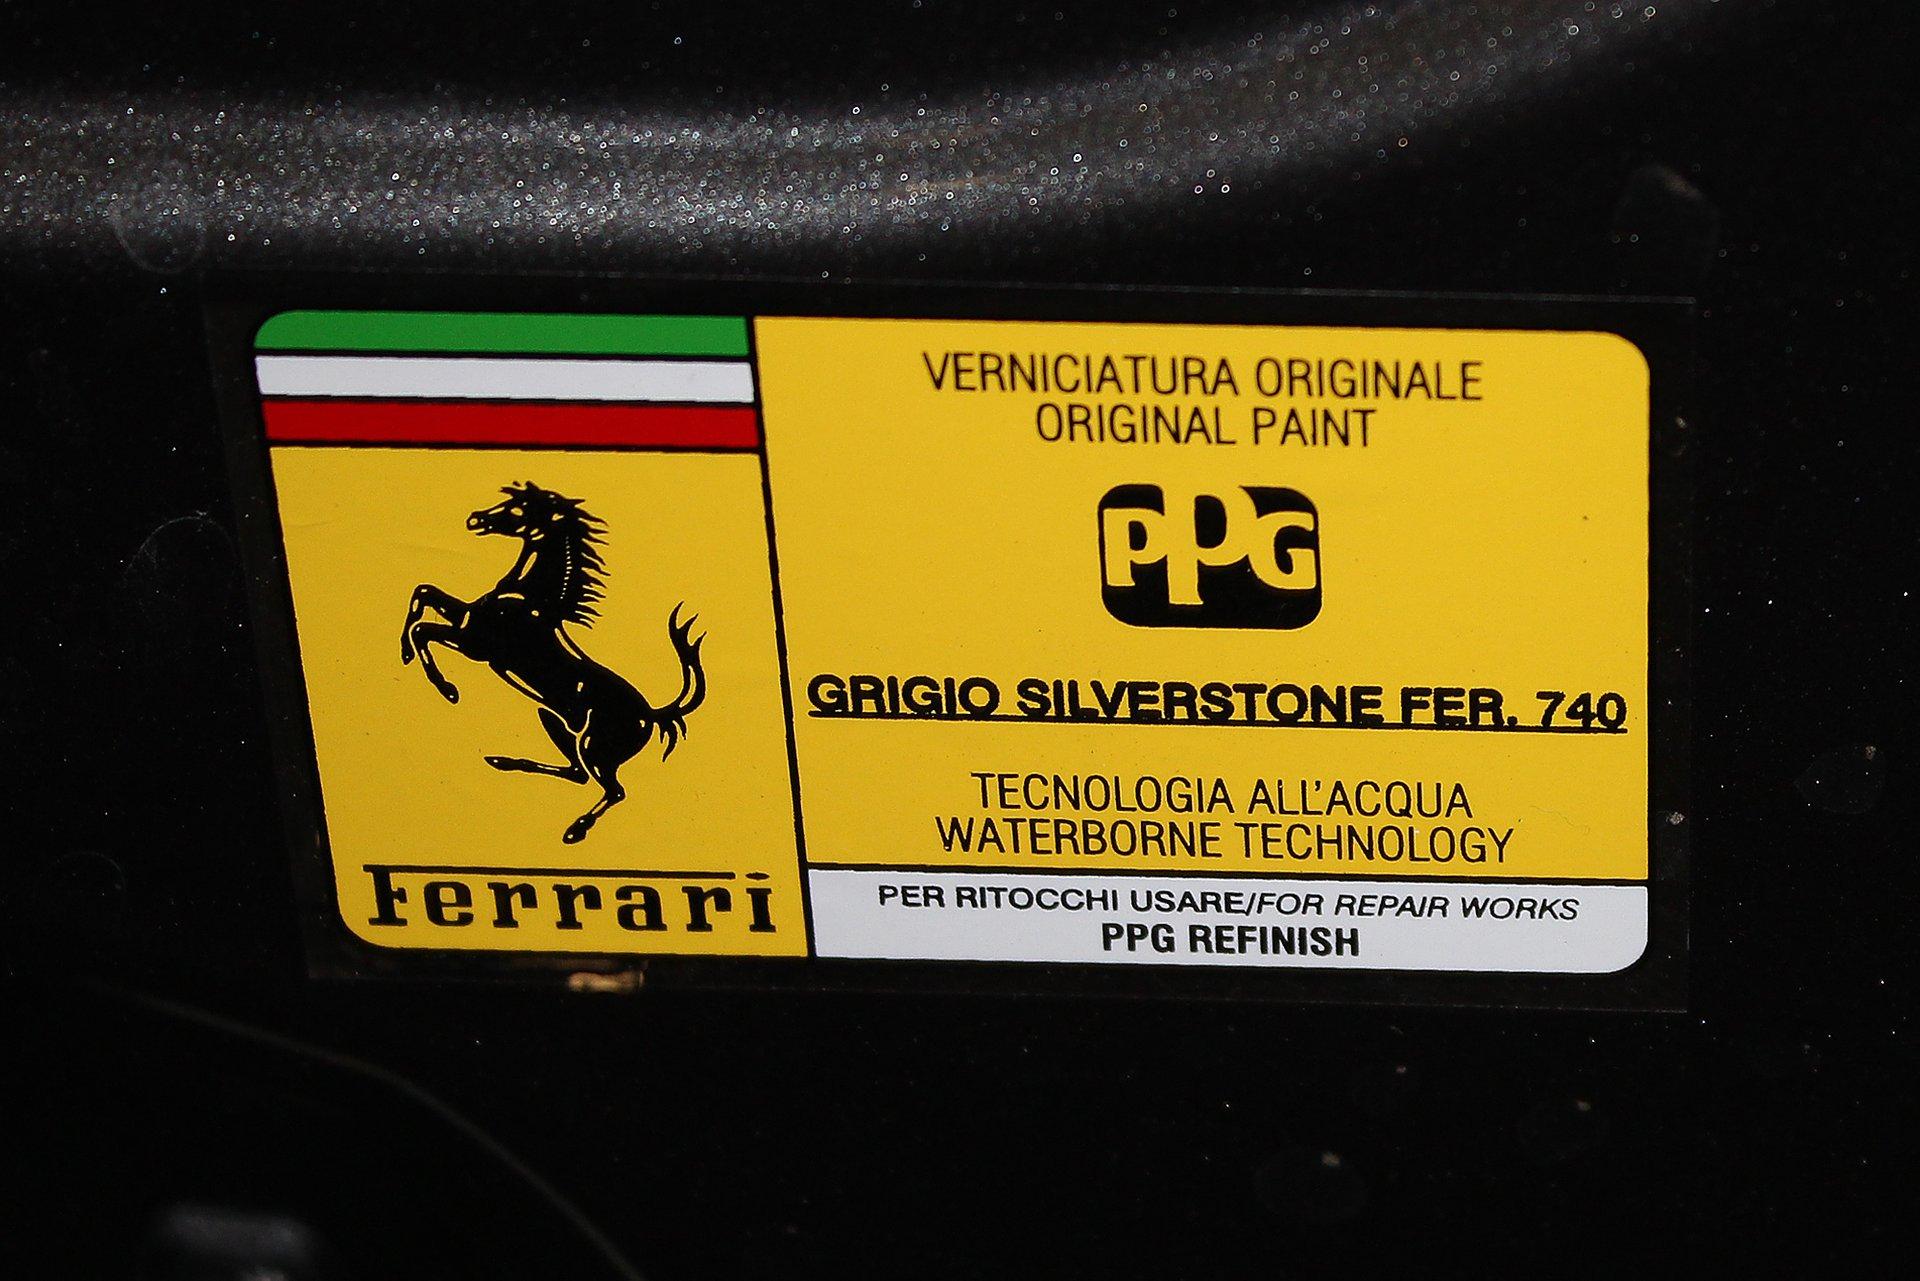 Ferrari
VERNICIATURA ORIGINALE
ORIGINAL PAINT
PPG
GRIGIO SILVERSTONE FER. 740
TECNOLOGIA ALL'ACQUA
WATERBORNE TECHNOLOGY
PER RITOCCHI USARE/FOR REPAIR WORKS
PPG REFINISH